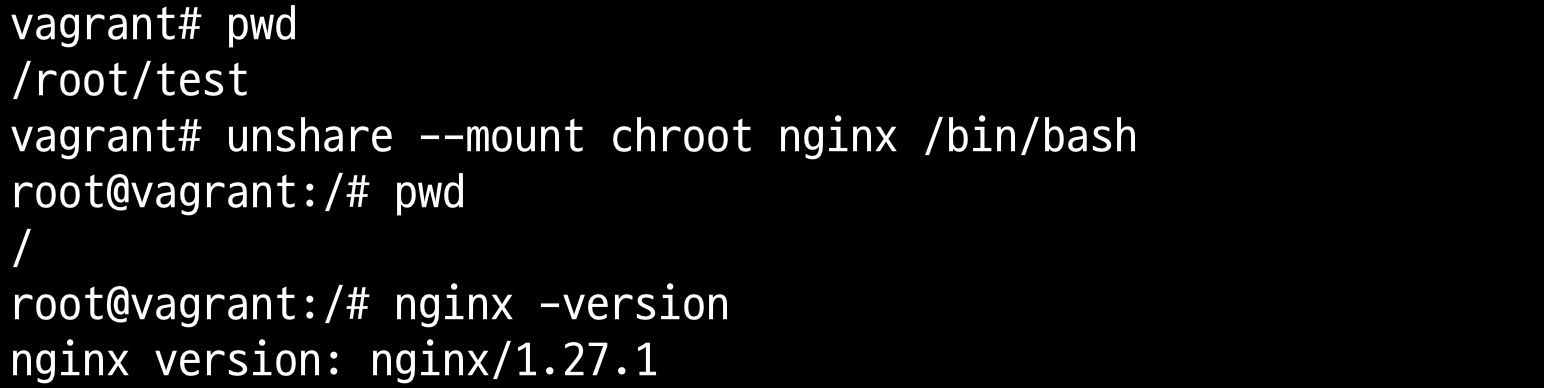 vagrant# pwd
/root/test
vagrant# unshare --mount chroot nginx /bin/bash
root@vagrant:/# pwd
/
root@vagrant:/# nginx -version
nginx version: nginx/1.27.1